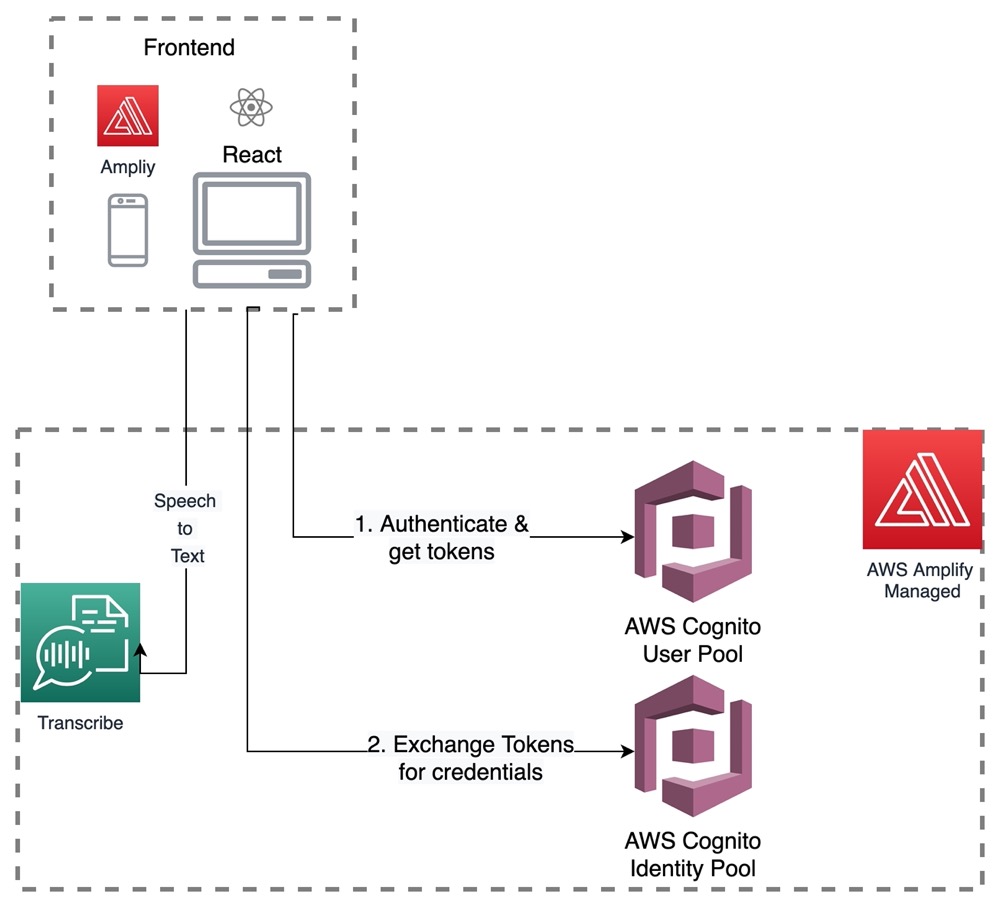 Frontend
Ampliy
React
Speech
to
Text
1. Authenticate &
get tokens
AWS Amplify
Managed
AWS Cognito
User Pool
Transcribe
2. Exchange Tokens
for credentials
AWS Cognito
Identity Pool